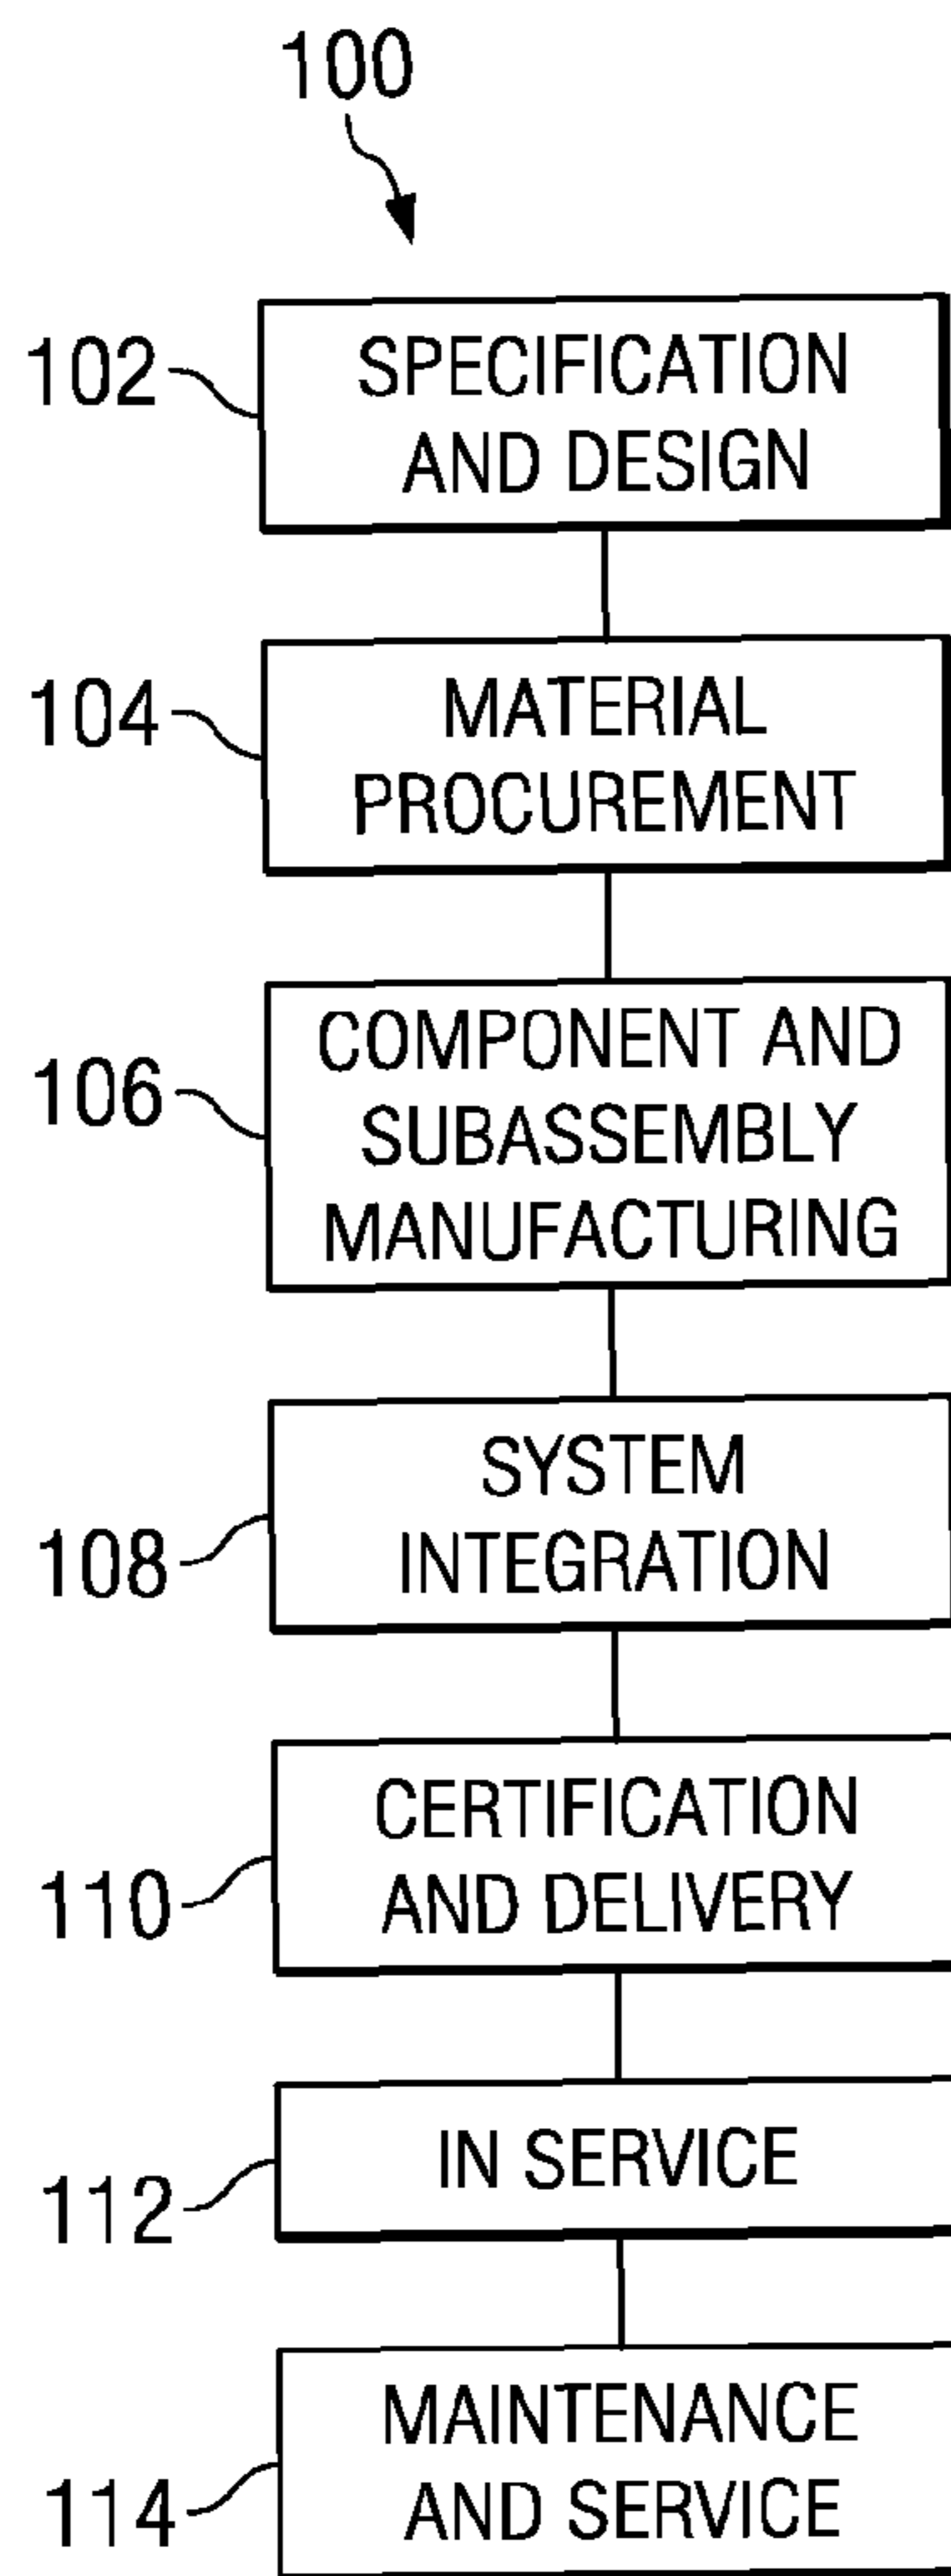 100
102
SPECIFICATION
AND DESIGN
104
MATERIAL
PROCUREMENT
106
COMPONENT AND
SUBASSEMBLY
MANUFACTURING
108
SYSTEM
INTEGRATION
110
CERTIFICATION
AND DELIVERY
112
IN SERVICE
114
MAINTENANCE
AND SERVICE